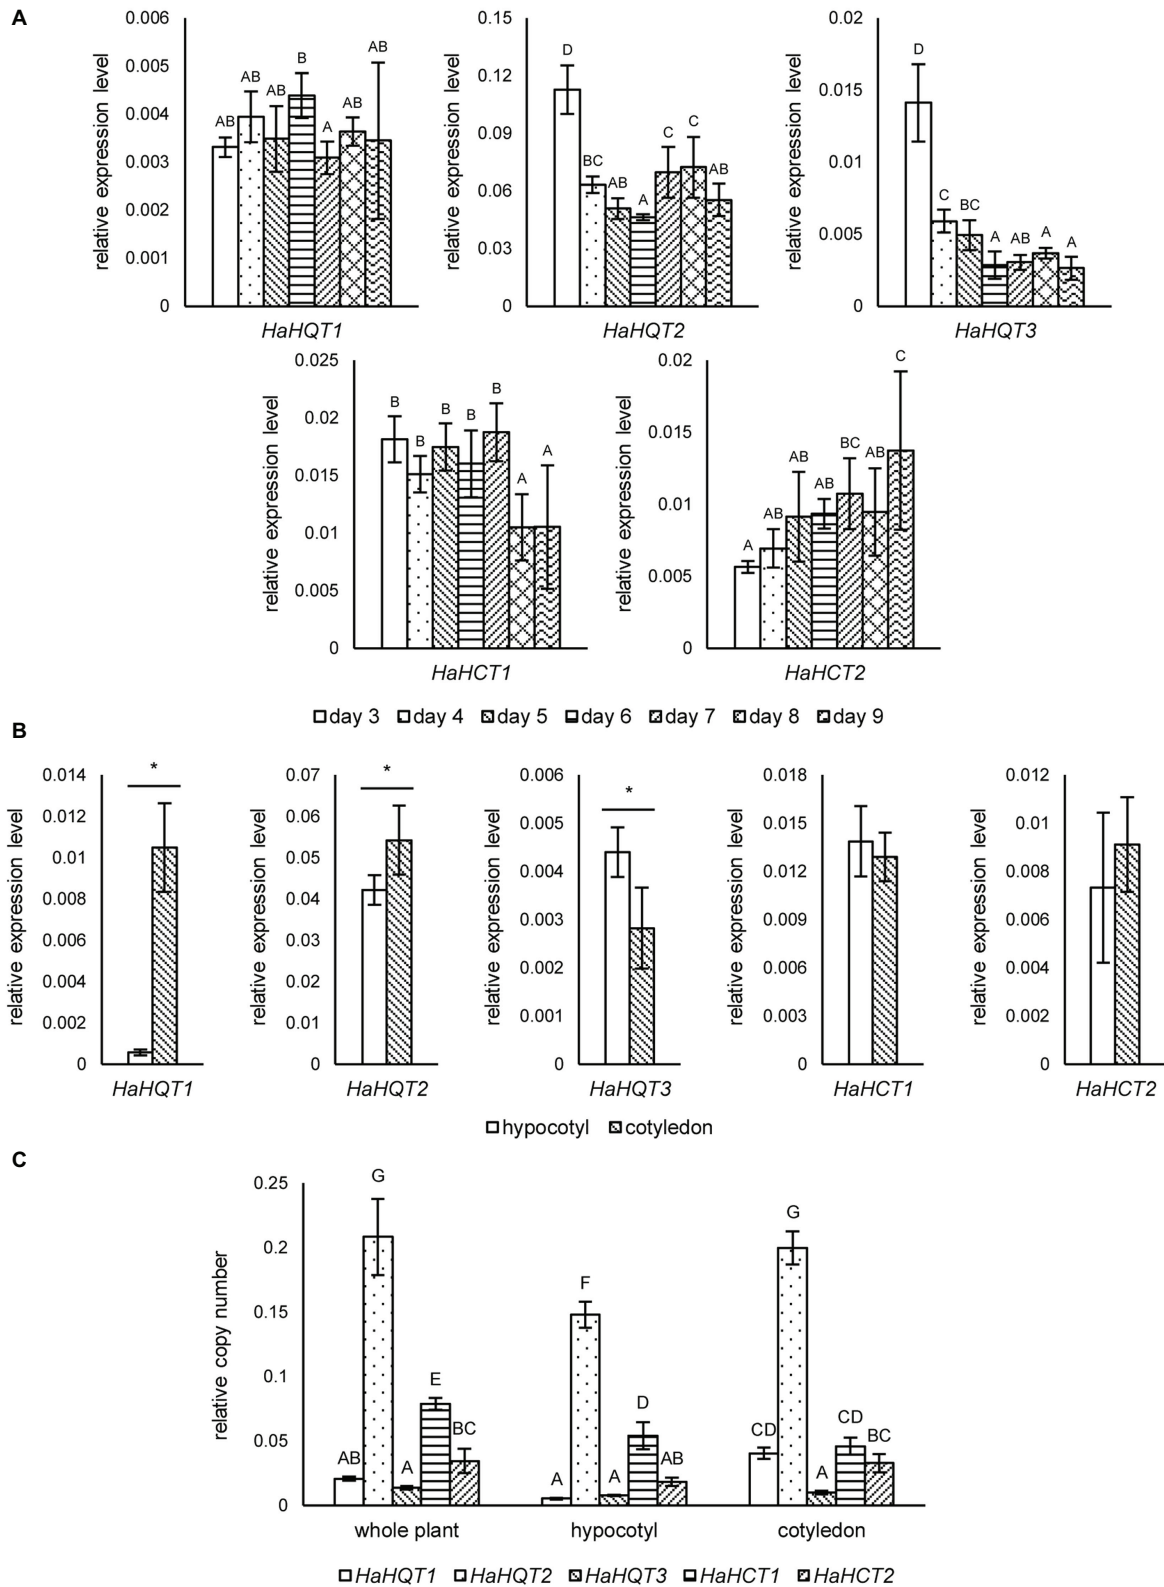 A
relative expression level
0.006
0.005
0.004
0.003
0.002
0.001
0
AB AB AB B A AB AB
HaHQT1
relative expression level
0.15
0.12
0.09
0.06
0.03
0
D BC AB A C C AB
HaHQT2
relative expression level
0.02
0.015
0.01
0.005
0
D C BC A AB A A
HaHQT3
relative expression level
0.025
0.02
0.015
0.01
0.005
0
B B B B B A A
HaHCT1
relative expression level
0.02
0.015
0.01
0.005
0
A AB AB AB BC AB C
HaHCT2
day 3 day 4 day 5 day 6 day 7 day 8 day 9
B
relative expression level
0.014
0.012
0.01
0.008
0.006
0.004
0.002
0
*
HaHQT1
relative expression level
0.07
0.06
0.05
0.04
0.03
0.02
0.01
0
*
HaHQT2
relative expression level
0.006
0.005
0.004
0.003
0.002
0.001
0
*
HaHQT3
relative expression level
0.018
0.015
0.012
0.009
0.006
0.003
0
HaHCT1
relative expression level
0.012
0.01
0.008
0.006
0.004
0.002
0
HaHCT2
hypocotyl cotyledon
C
relative copy number
0.25
0.2
0.15
0.1
0.05
0
AB G A E BC
A F A D AB
CD G A CD BC
whole plant hypocotyl cotyledon
HaHQT1 HaHQT2 HaHQT3 HaHCT1 HaHCT2